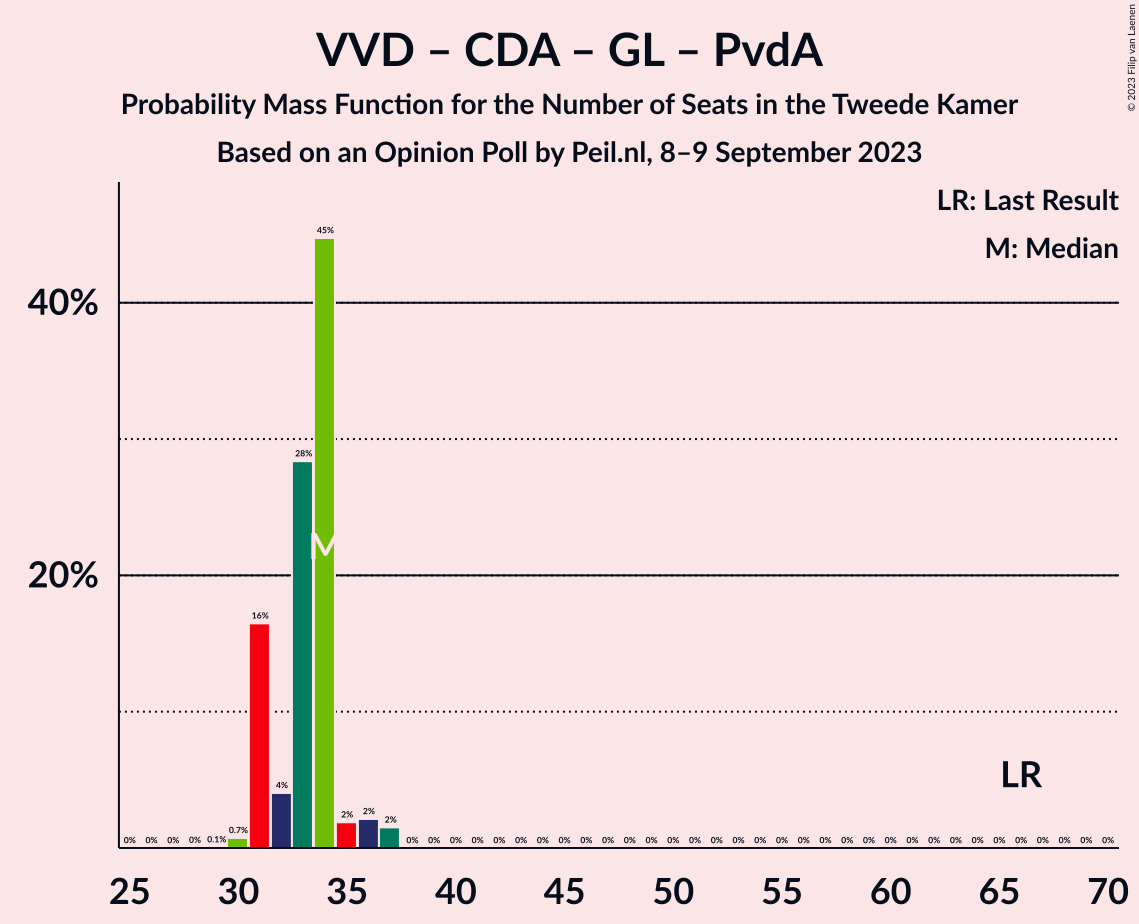 VVD – CDA – GL – PvdA
Probability Mass Function for the Number of Seats in the Tweede Kamer
Based on an Opinion Poll by Peil.nl, 8–9 September 2023
© 2023 Filip van Laenen
LR: Last Result
M: Median
40%
20%
0% 0% 0% 0% 0.1% 0.7% 16% 4% 28% 45% 2% 2% 2% 0% 0% 0% 0% 0% 0% 0% 0% 0% 0% 0% 0% 0% 0% 0% 0% 0% 0% 0% 0% 0% 0% 0% 0% 0% 0% 0% 0% 0% 0% 0% 0% 0%
M
LR
25 30 35 40 45 50 55 60 65 70